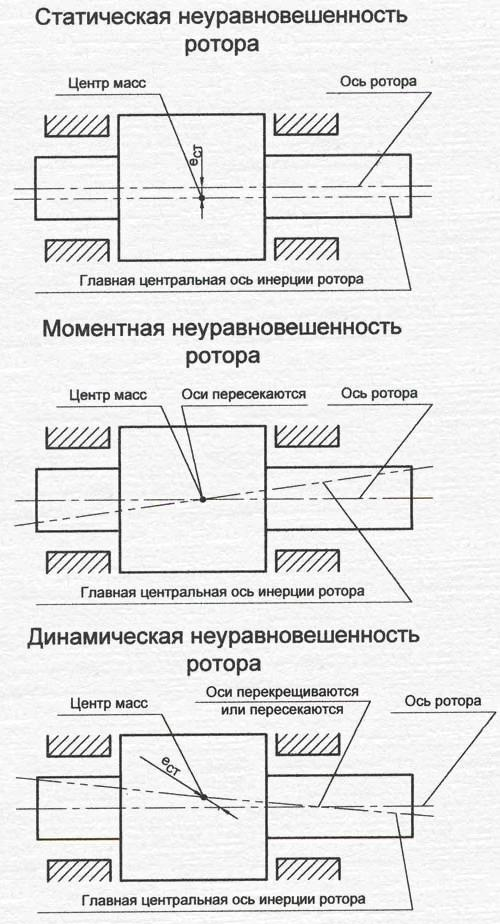 Статическая неуравновешенность
ротора
Центр масс
Ось ротора
eст
Главная центральная ось инерции ротора
Моментная неуравновешенность
ротора
Центр масс
Оси пересекаются
Ось ротора
Главная центральная ось инерции ротора
Динамическая неуравновешенность
ротора
Центр масс
Оси перекрещиваются
или пересекаются
Ось ротора
eст
Главная центральная ось инерции ротора